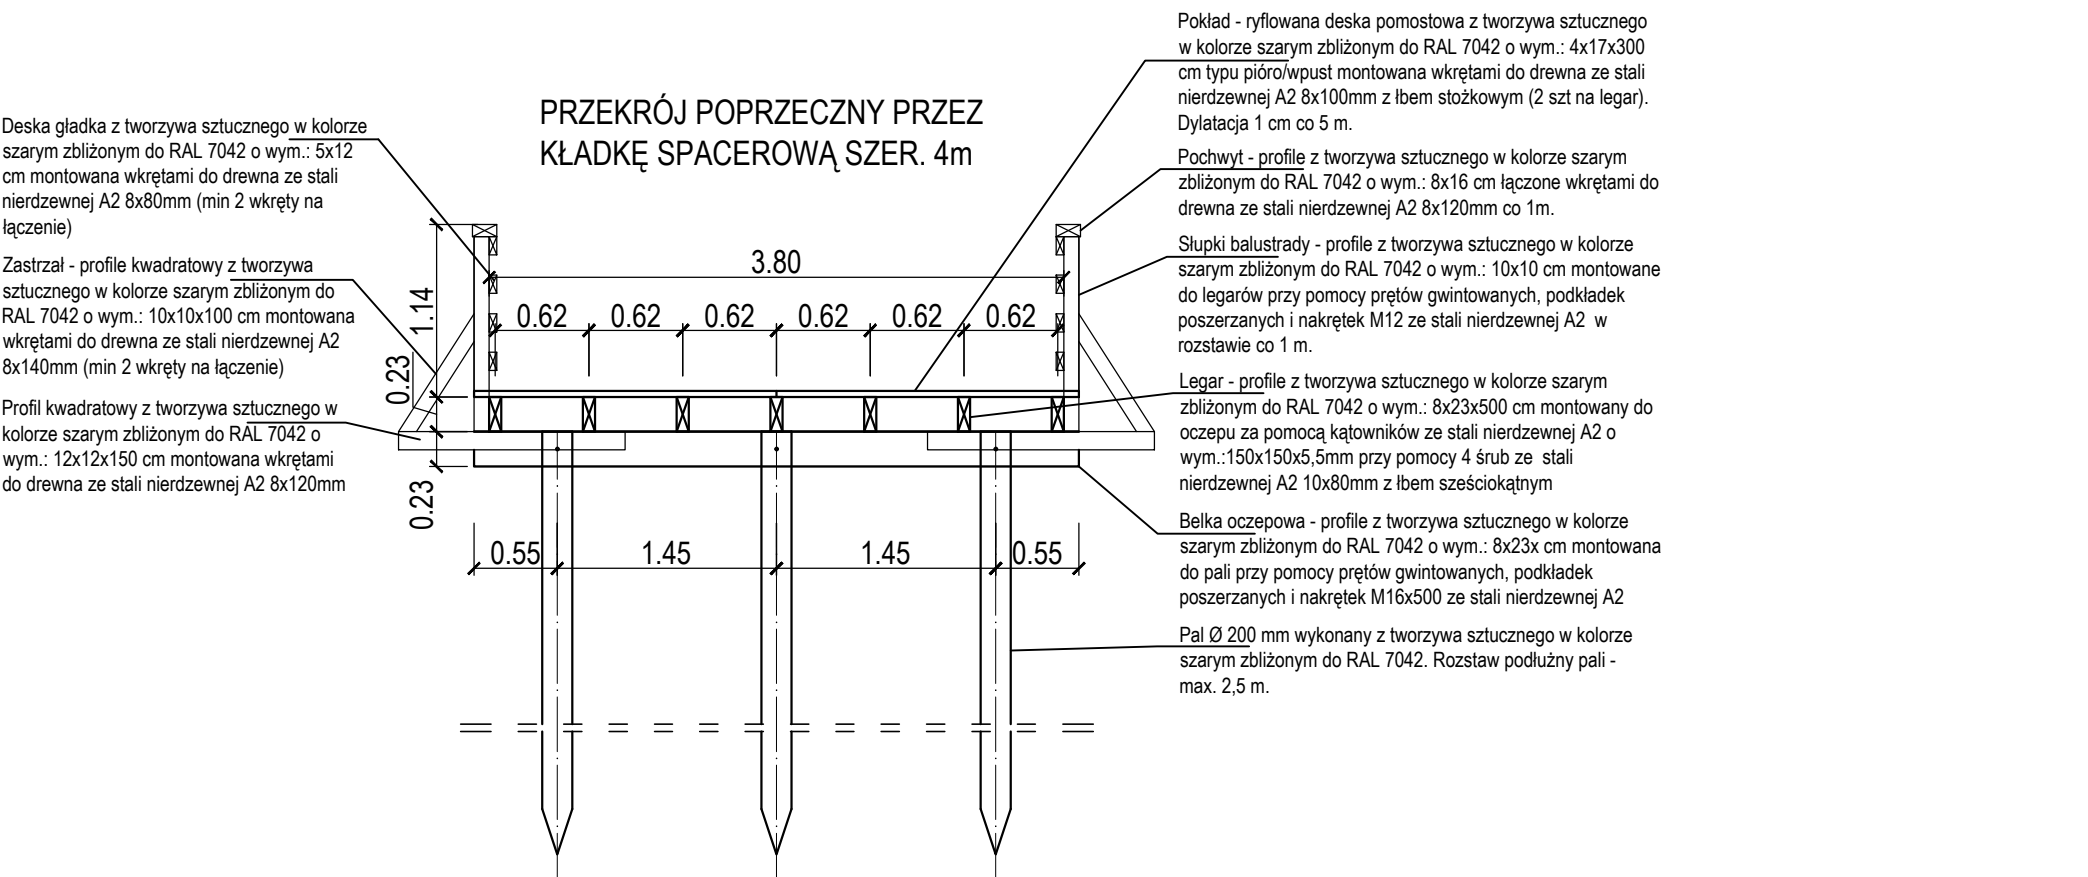 PRZEKRÓJ POPRZECZNY PRZEZ
KŁADKĘ SPACEROWĄ SZER. 4m
Deska gładka z tworzywa sztucznego w kolorze
szarym zbliżonym do RAL 7042 o wym.: 5x12
cm montowana wkrętami do drewna ze stali
nierdzewnej A2 8x80mm (min 2 wkręty na
łączenie)
Zastrzał - profile kwadratowy z tworzywa
sztucznego w kolorze szarym zbliżonym do
RAL 7042 o wym.: 10x10x100 cm montowana
wkrętami do drewna ze stali nierdzewnej A2
8x140mm (min 2 wkręty na łączenie)
Profil kwadratowy z tworzywa sztucznego w
kolorze szarym zbliżonym do RAL 7042 o
wym.: 12x12x150 cm montowana wkrętami
do drewna ze stali nierdzewnej A2 8x120mm
1.14
0.23
0.23
3.80
0.62 0.62 0.62 0.62 0.62 0.62
0.55 1.45 1.45 0.55
Pokład - ryflowana deska pomostowa z tworzywa sztucznego
w kolorze szarym zbliżonym do RAL 7042 o wym.: 4x17x300
cm typu pióro/wpust montowana wkrętami do drewna ze stali
nierdzewnej A2 8x100mm z łbem stożkowym (2 szt na legar).
Dylatacja 1 cm co 5 m.
Pochwyt - profile z tworzywa sztucznego w kolorze szarym
zbliżonym do RAL 7042 o wym.: 8x16 cm łączone wkrętami do
drewna ze stali nierdzewnej A2 8x120mm co 1m.
Słupki balustrady - profile z tworzywa sztucznego w kolorze
szarym zbliżonym do RAL 7042 o wym.: 10x10 cm montowane
do legarów przy pomocy prętów gwintowanych, podkładek
poszerzanych i nakrętek M12 ze stali nierdzewnej A2 w
rozstawie co 1 m.
Legar - profile z tworzywa sztucznego w kolorze szarym
zbliżonym do RAL 7042 o wym.: 8x23x500 cm montowany do
oczepu za pomocą kątowników ze stali nierdzewnej A2 o
wym.:150x150x5,5mm przy pomocy 4 śrub ze stali
nierdzewnej A2 10x80mm z łbem sześciokątnym
Belka oczepowa - profile z tworzywa sztucznego w kolorze
szarym zbliżonym do RAL 7042 o wym.: 8x23x cm montowana
do pali przy pomocy prętów gwintowanych, podkładek
poszerzanych i nakrętek M16x500 ze stali nierdzewnej A2
Pal Ø 200 mm wykonany z tworzywa sztucznego w kolorze
szarym zbliżonym do RAL 7042. Rozstaw podłużny pali -
max. 2,5 m.